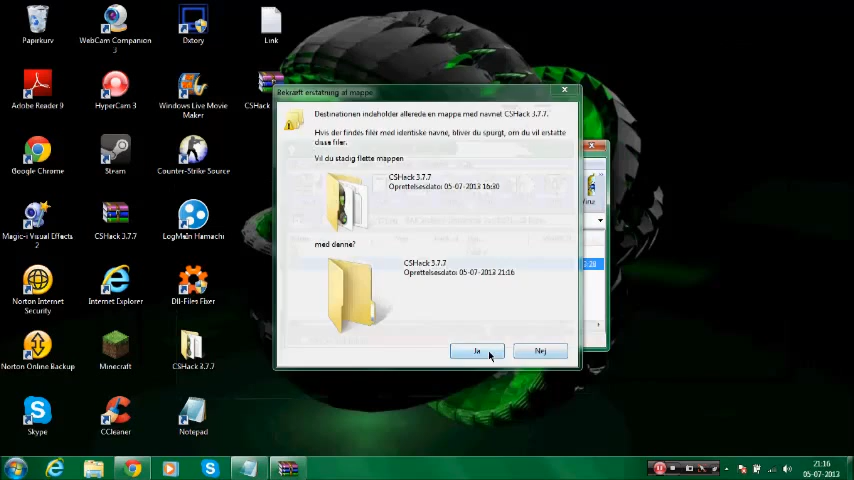 Papirkurv
WebCam Companion
3
Dxtory
Link
Adobe Reader 9
HyperCam 3
Windows Live Movie
Maker
CSHack
Google Chrome
Steam
Counter-Strike Source
Magic-i Visual Effects
2
CSHack 3.7.7
LogMeIn Hamachi
Norton Internet
Security
Internet Explorer
Dll-Files Fixer
Norton Online Backup
Minecraft
CSHack 3.7.7
Skype
CCleaner
Notepad
Bekræft erstatning af mappe
Destinationen indeholder allerede en mappe med navnet CSHack 3.7.7.
Hvis der findes filer med identiske navne, bliver du spurgt, om du vil erstatte
disse filer.
Vil du stadig flette mappen
CSHack 3.7.7
Oprettelsesdato: 05-07-2013 16:30
med denne?
CSHack 3.7.7
Oprettelsesdato: 05-07-2013 21:16
Ja
Nej
21:16
05-07-2013